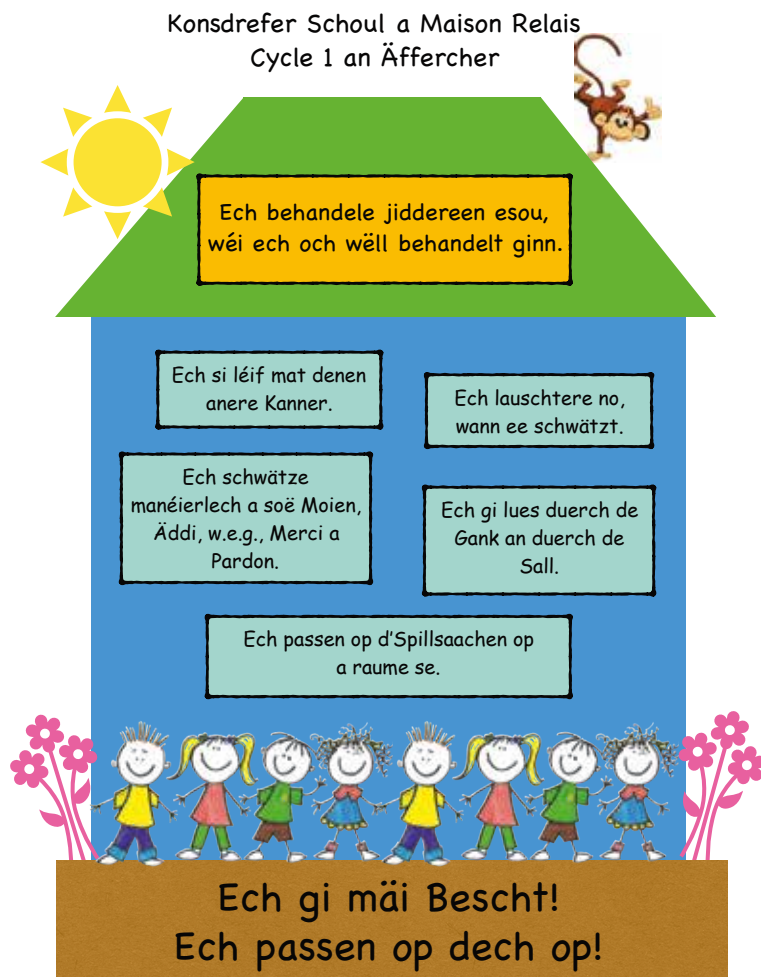 Konsdrefer Schoul a Maison Relais
Cycle 1 an Äffercher
Ech behandele jiddereen esou,
wéi ech och wëll behandelt ginn.
Ech si léif mat denen
anere Kanner.
Ech lauschtere no,
wann ee schwätzt.
Ech schwätze
manéierlech a soë Moien,
Äddi, w.e.g., Merci a
Pardon.
Ech gi lues duerch de
Gank an duerch de
Sall.
Ech passen op d'Spillsaachen op
a raume se.
Ech gi mäi Bescht!
Ech passen op dech op!